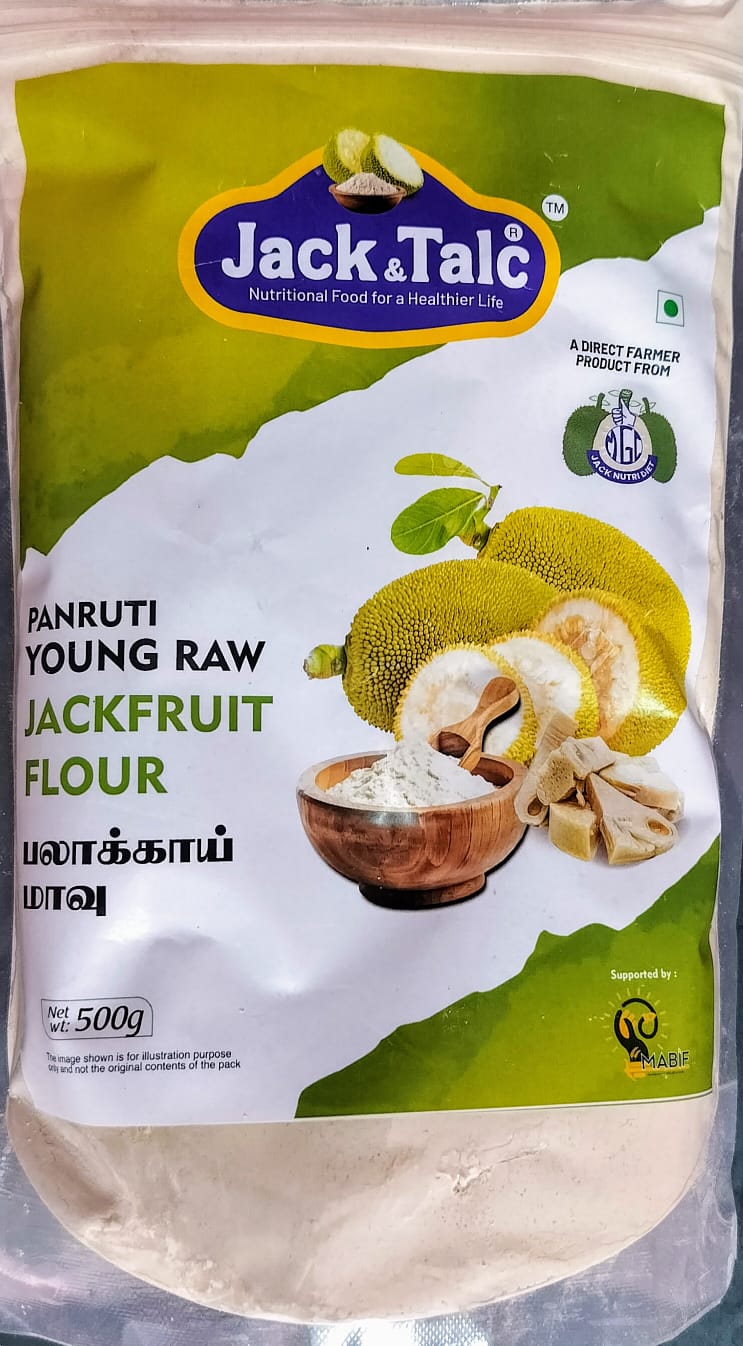 Jack & Talc ®
TM
Nutritional Food for a Healthier Life
A DIRECT FARMER
PRODUCT FROM
MGC
JACK NUTRI DIET
PANRUTI
YOUNG RAW
JACKFRUIT
FLOUR
பலாக்காய்
மாவு
Net
wt: 500g
The image shown is for illustration purpose
only and not the original contents of the pack
Supported by :
MABIF